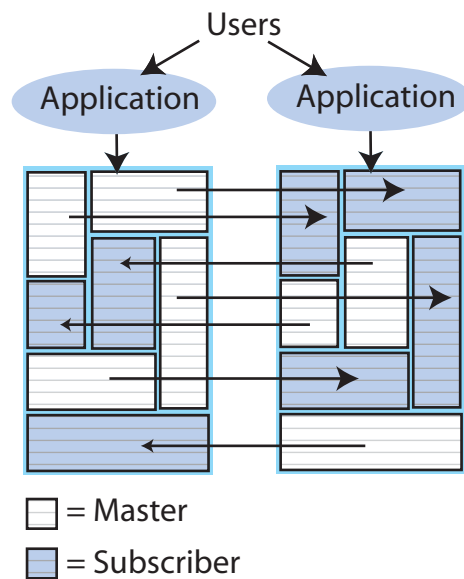 Users
Application
Application
= Master
= Subscriber